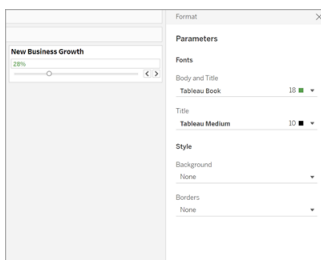 Format
Parameters
New Business Growth
28%
Fonts
Body and Title
Tableau Book 18
Title
Tableau Medium 10
Style
Background
None
Borders
None